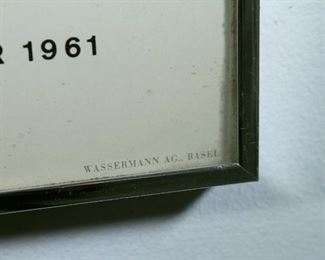 R 1961
WASSERMANN AG., BASEL